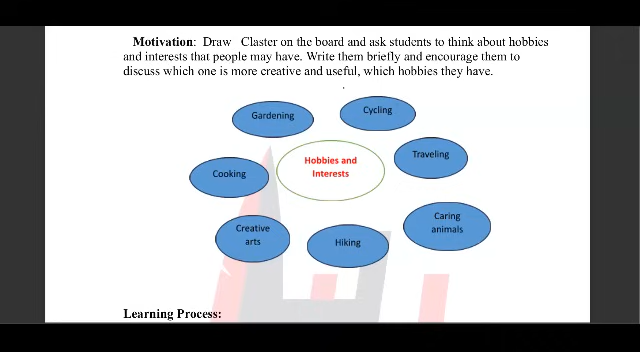 Motivation: Draw Claster on the board and ask students to think about hobbies
and interests that people may have. Write them briefly and encourage them to
discuss which one is more creative and useful, which hobbies they have.
Gardening
Cycling
Hobbies and
Interests
Traveling
Cooking
Caring
animals
Creative
arts
Hiking
Learning Process: